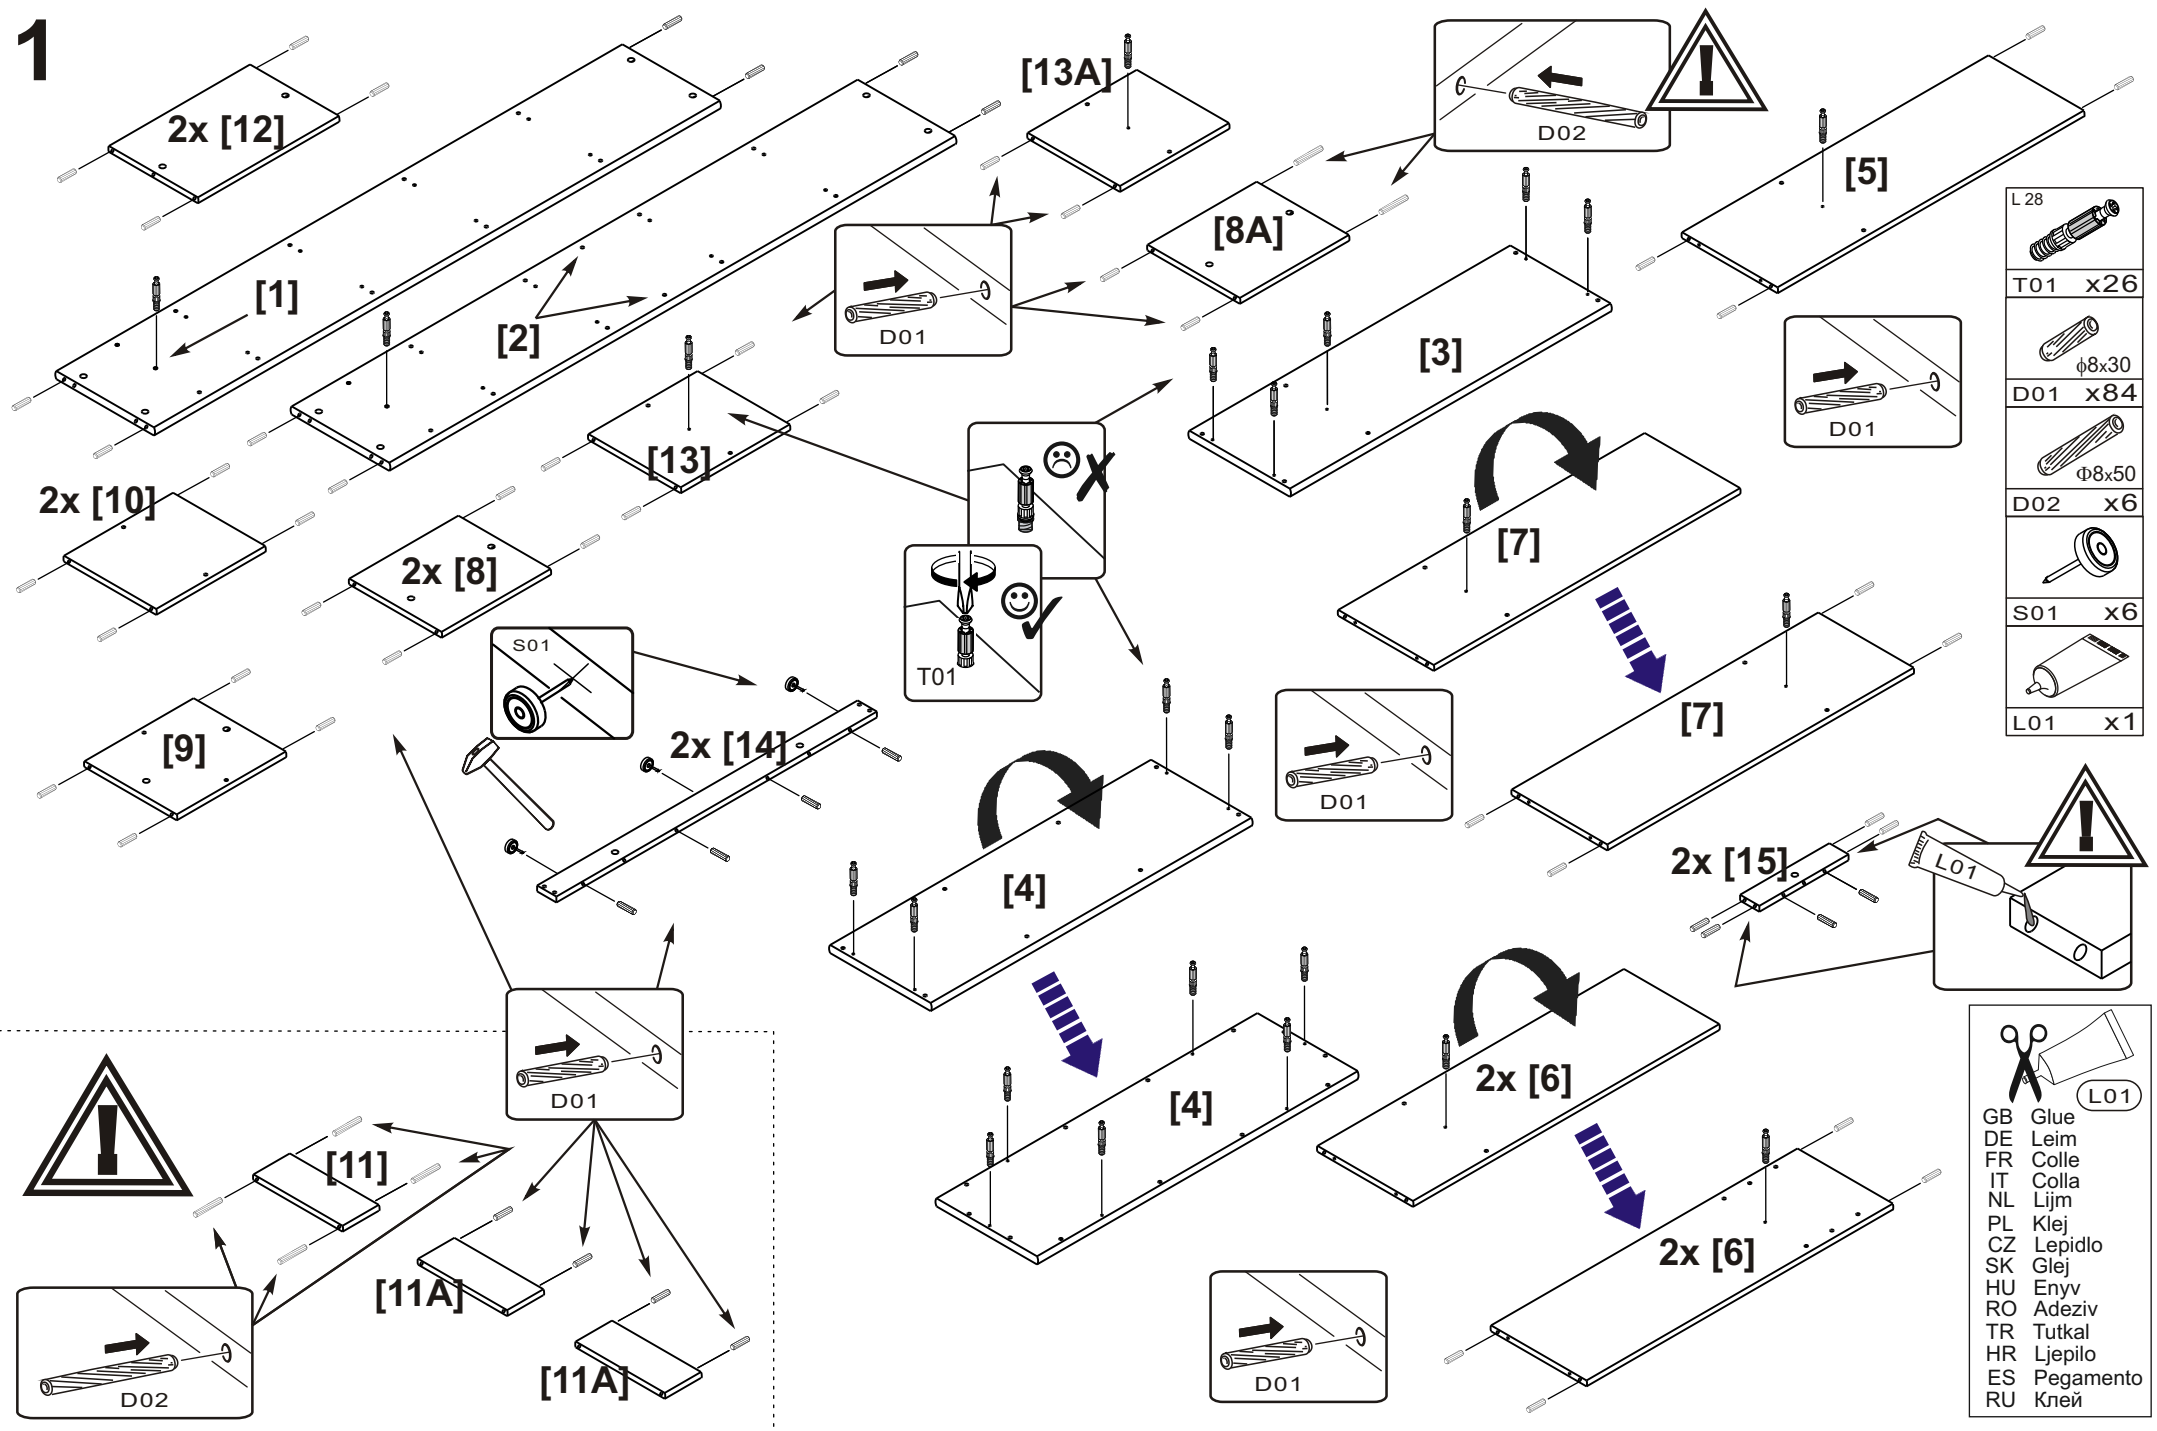 1
2x [12]
[1]
[2]
[13A]
D02
[8A]
D01
[5]
[3]
[13]
2x [10]
2x [8]
[9]
S01
2x [14]
T01
[7]
[7]
D01
D01
[4]
[4]
2x [15]
L01
2x [6]
2x [6]
D01
D01
[11]
[11A]
[11A]
D02
L 28
T01 x26
ϕ8x30
D01 x84
Φ8x50
D02 x6
S01 x6
L01 x1
L01
GB Glue
DE Leim
FR Colle
IT Colla
NL Lijm
PL Klej
CZ Lepidlo
SK Glej
HU Enyv
RO Adeziv
TR Tutkal
HR Ljepilo
ES Pegamento
RU Клей